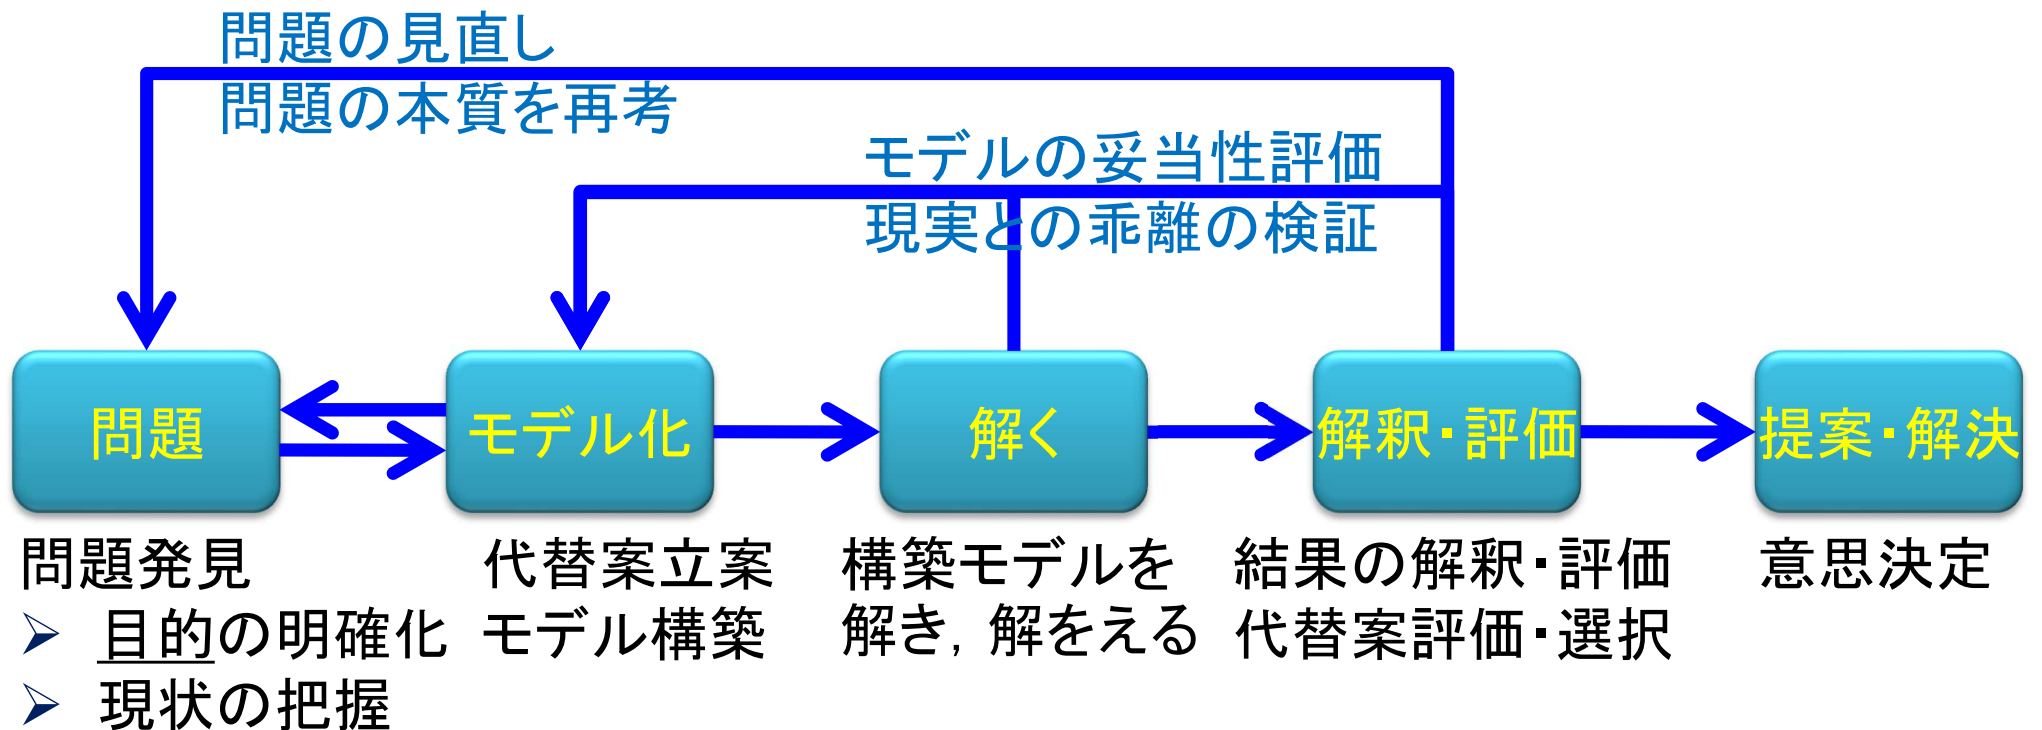 問題の見直し
問題の本質を再考
モデルの妥当性評価
現実との乖離の検証
問題
モデル化
解く
解釈・評価
提案・解決
問題発見
➢ 目的の明確化
➢ 現状の把握
代替案立案
モデル構築
構築モデルを
解き，解をえる
結果の解釈・評価
代替案評価・選択
意思決定